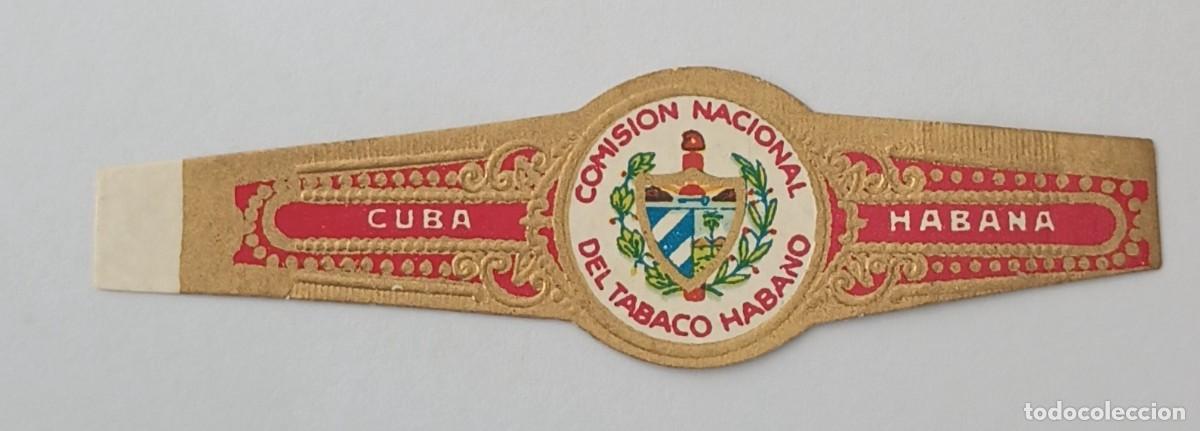 COMISION NACIONAL
CUBA
HABANA
DEL TABACO HABANO
todocoleccion